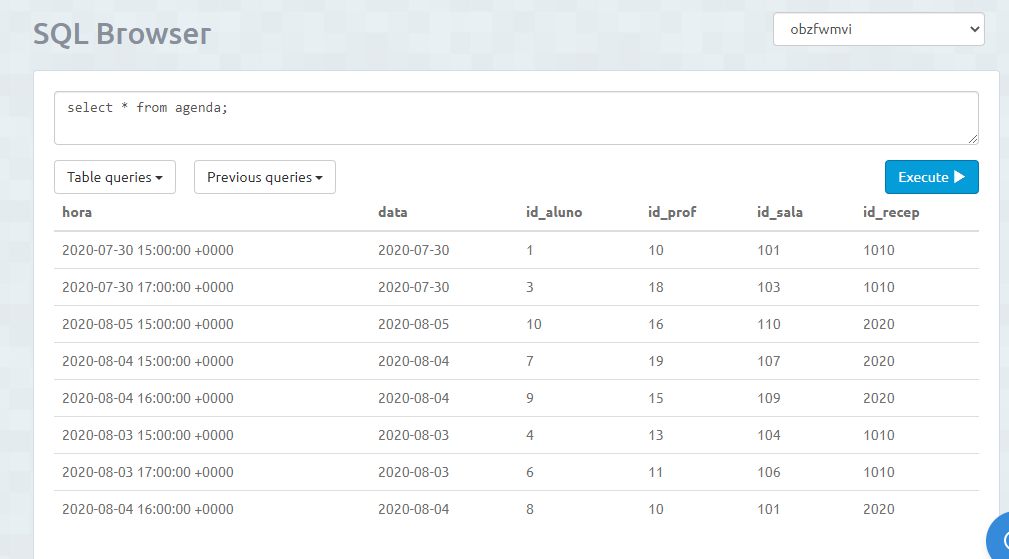 SQL Browser
obzfwmvi
select * from agenda;
Table queries
Previous queries
Execute
hora data id_aluno id_prof id_sala id_recep
2020-07-30 15:00:00 +0000 2020-07-30 1 10 101 1010
2020-07-30 17:00:00 +0000 2020-07-30 3 18 103 1010
2020-08-05 15:00:00 +0000 2020-08-05 10 16 110 2020
2020-08-04 15:00:00 +0000 2020-08-04 7 19 107 2020
2020-08-04 16:00:00 +0000 2020-08-04 9 15 109 2020
2020-08-03 15:00:00 +0000 2020-08-03 4 13 104 1010
2020-08-03 17:00:00 +0000 2020-08-03 6 11 106 1010
2020-08-04 16:00:00 +0000 2020-08-04 8 10 101 2020